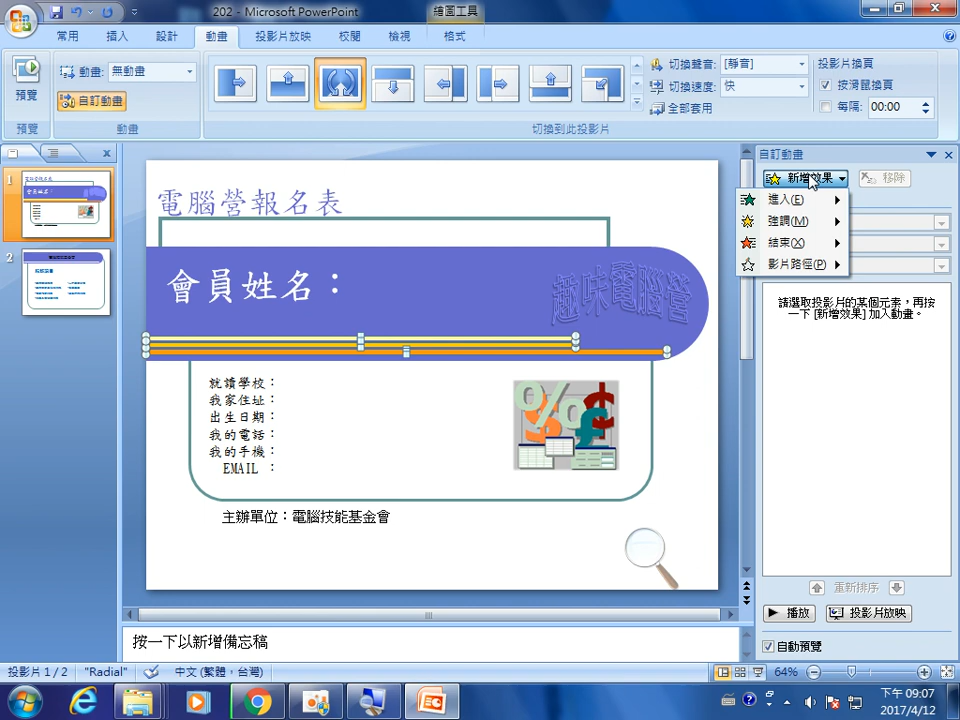 202 - Microsoft PowerPoint
繪圖工具
常用 插入 設計 動畫 投影片放映 校閱 檢視 格式
預覽
動畫: 無動畫
自訂動畫
切換聲音: [靜音]
切換速度: 快
全部套用
投影片換頁
按滑鼠換頁
每隔: 00:00
預覽 動畫 切換到此投影片
1
2
電腦營報名表
會員姓名：
趣味電腦營
就讀學校：
我家住址：
出生日期：
我的電話：
我的手機：
EMAIL ：
主辦單位：電腦技能基金會
自訂動畫
新增效果 移除
進入(E)
強調(M)
結束(X)
影片路徑(P)
請選取投影片的某個元素，再按
一下 [新增效果] 加入動畫。
重新排序
播放 投影片放映
自動預覽
按一下以新增備忘稿
投影片 1 / 2 "Radial" 中文 (繁體，台灣) 64%
下午 09:07
2017/4/12